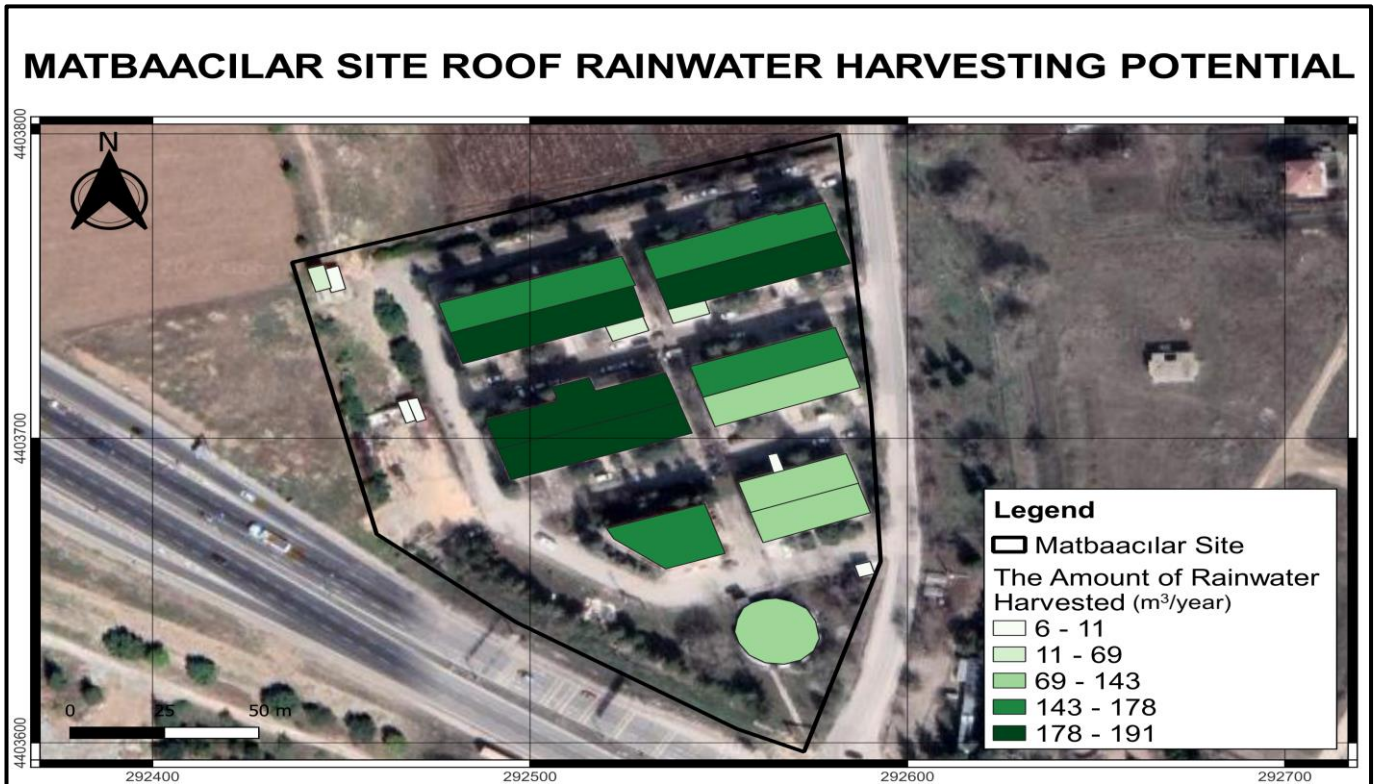 MATBAACILAR SITE ROOF RAINWATER HARVESTING POTENTIAL
4403800
4403700
4403600
N
0 25 50 m
Legend
Matbaacılar Site
The Amount of Rainwater
Harvested (m³/year)
6 - 11
11 - 69
69 - 143
143 - 178
178 - 191
292400 292500 292600 292700